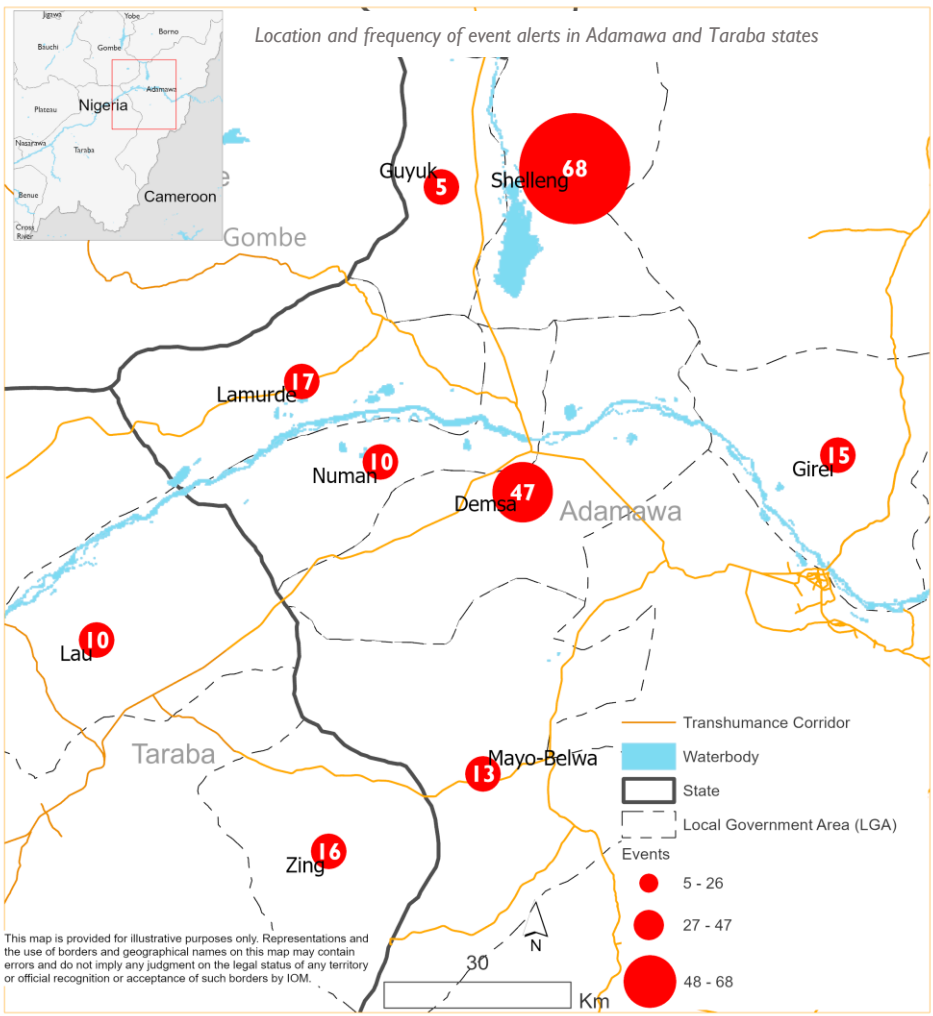 Location and frequency of event alerts in Adamawa and Taraba states
Jigawa
Yobe
Borno
Bauchi
Gombe
Adamawa
Plateau
Nigeria
Nasarawa
Taraba
Benue
Cameroon
Cross
River
e
Gombe
Guyuk
5
Shelleng
68
Lamurde
17
Numan
10
Demsa
47
Adamawa
Girei
15
Lau
10
Taraba
Mayo-Belwa
13
Zing
16
Transhumance Corridor
Waterbody
State
Local Government Area (LGA)
Events
5 - 26
27 - 47
48 - 68
N
30
Km
This map is provided for illustrative purposes only. Representations and
the use of borders and geographical names on this map may contain
errors and do not imply any judgment on the legal status of any territory
or official recognition or acceptance of such borders by IOM.